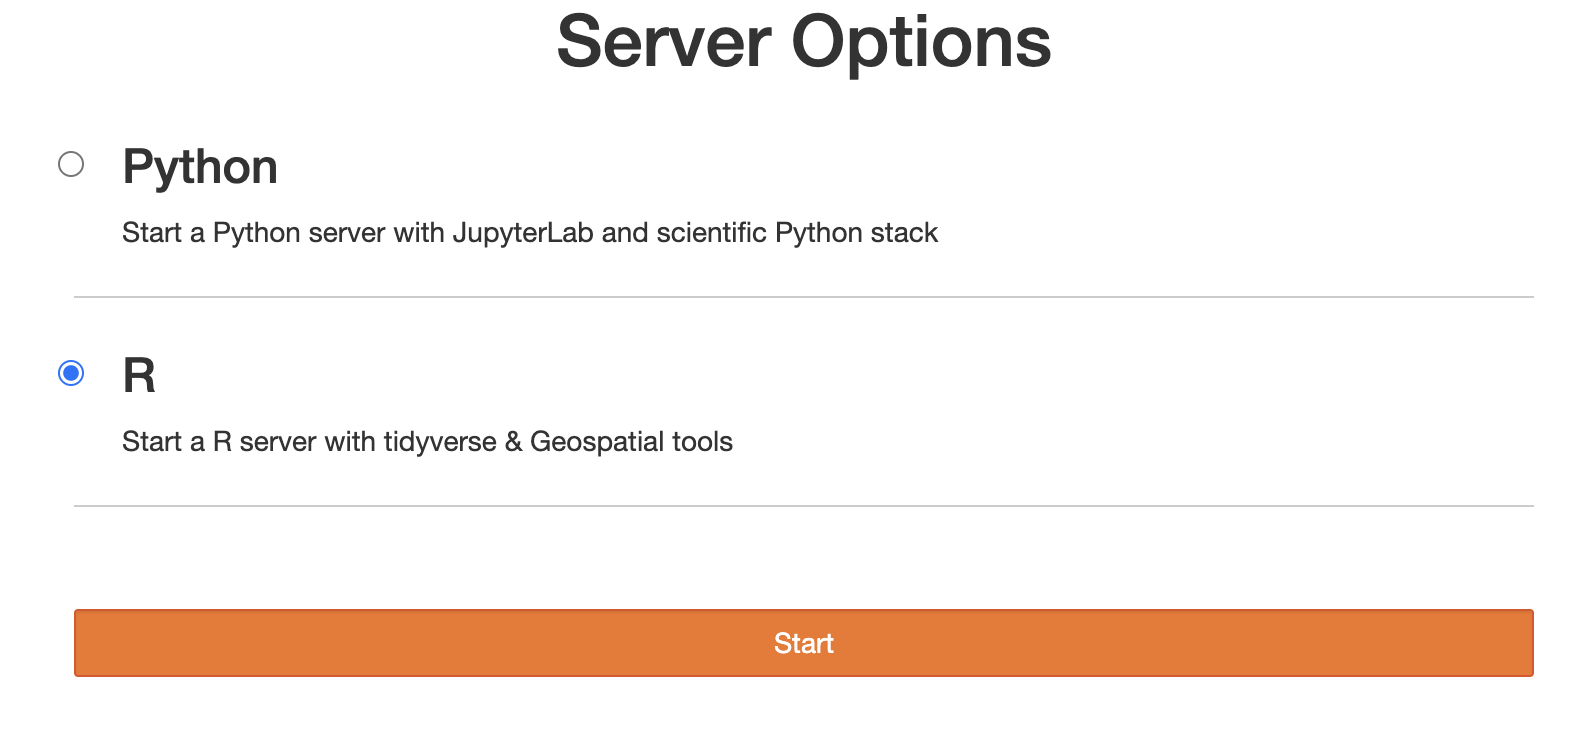 Server Options
Python
Start a Python server with JupyterLab and scientific Python stack
R
Start a R server with tidyverse & Geospatial tools
Start